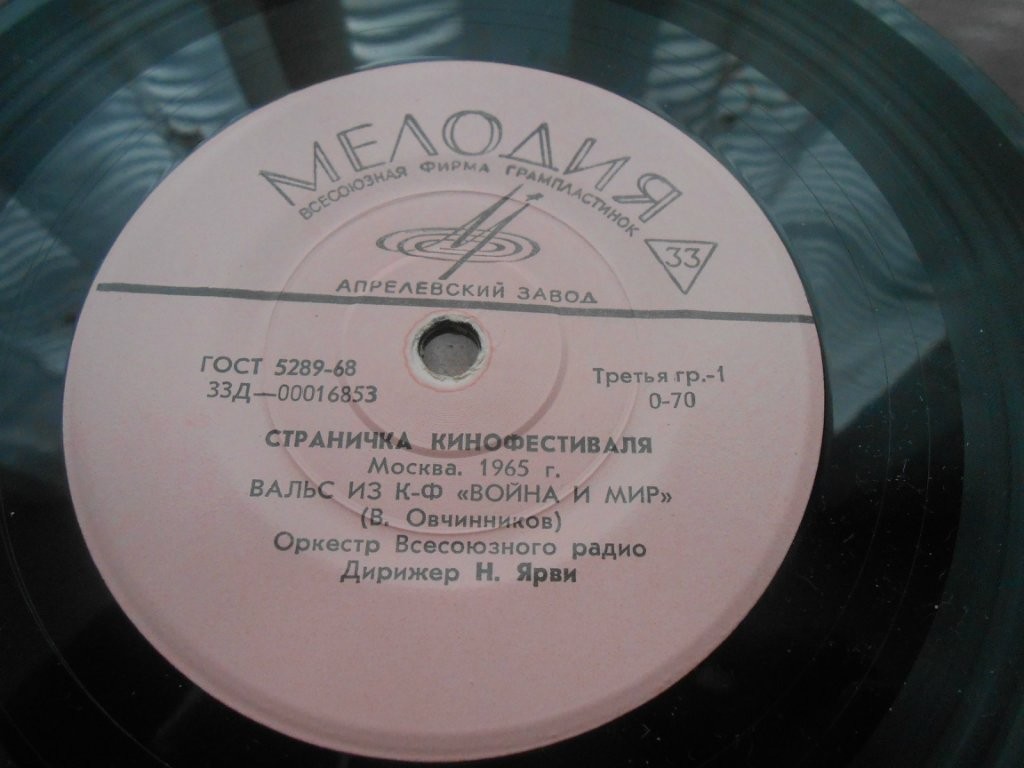 МЕЛОДИЯ
ВСЕСОЮЗНАЯ ФИРМА ГРАМПЛАСТИНОК
33
АПРЕЛЕВСКИЙ ЗАВОД
ГОСТ 5289-68
33Д—00016853
Третья гр.-1
0-70
СТРАНИЧКА КИНОФЕСТИВАЛЯ
Москва. 1965 г.
ВАЛЬС ИЗ К-Ф «ВОЙНА И МИР»
(В. Овчинников)
Оркестр Всесоюзного радио
Дирижер Н. Ярви